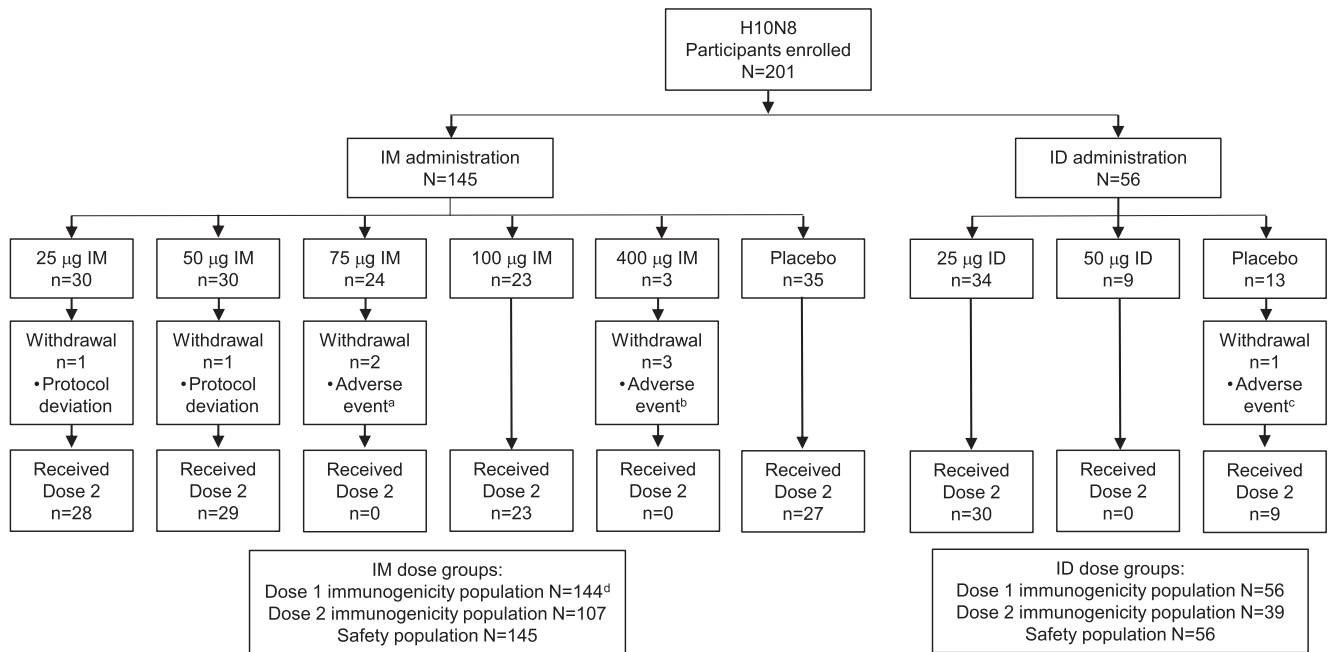 H10N8
Participants enrolled
N=201
IM administration
N=145
ID administration
N=56
25 μg IM
n=30
50 μg IM
n=30
75 μg IM
n=24
100 μg IM
n=23
400 μg IM
n=3
Placebo
n=35
25 μg ID
n=34
50 μg ID
n=9
Placebo
n=13
Withdrawal
n=1
•Protocol
deviation
Withdrawal
n=1
•Protocol
deviation
Withdrawal
n=2
•Adverse
eventᵃ
Withdrawal
n=3
•Adverse
eventᵇ
Withdrawal
n=1
•Adverse
eventᶜ
Received
Dose 2
n=28
Received
Dose 2
n=29
Received
Dose 2
n=0
Received
Dose 2
n=23
Received
Dose 2
n=0
Received
Dose 2
n=27
Received
Dose 2
n=30
Received
Dose 2
n=0
Received
Dose 2
n=9
IM dose groups:
Dose 1 immunogenicity population N=144ᵈ
Dose 2 immunogenicity population N=107
Safety population N=145
ID dose groups:
Dose 1 immunogenicity population N=56
Dose 2 immunogenicity population N=39
Safety population N=56